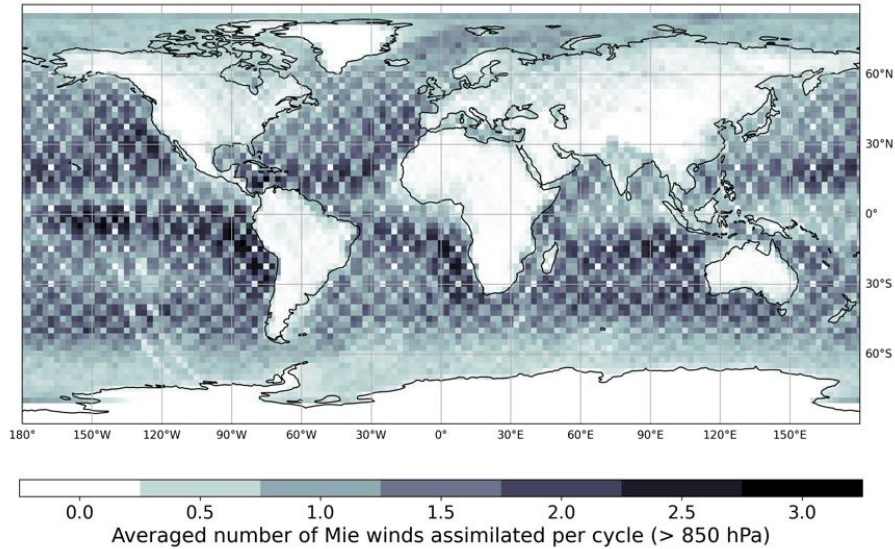 60°N
30°N
0°
30°S
60°S
180° 150°W 120°W 90°W 60°W 30°W 0° 30°E 60°E 90°E 120°E 150°E
0.0 0.5 1.0 1.5 2.0 2.5 3.0
Averaged number of Mie winds assimilated per cycle (> 850 hPa)